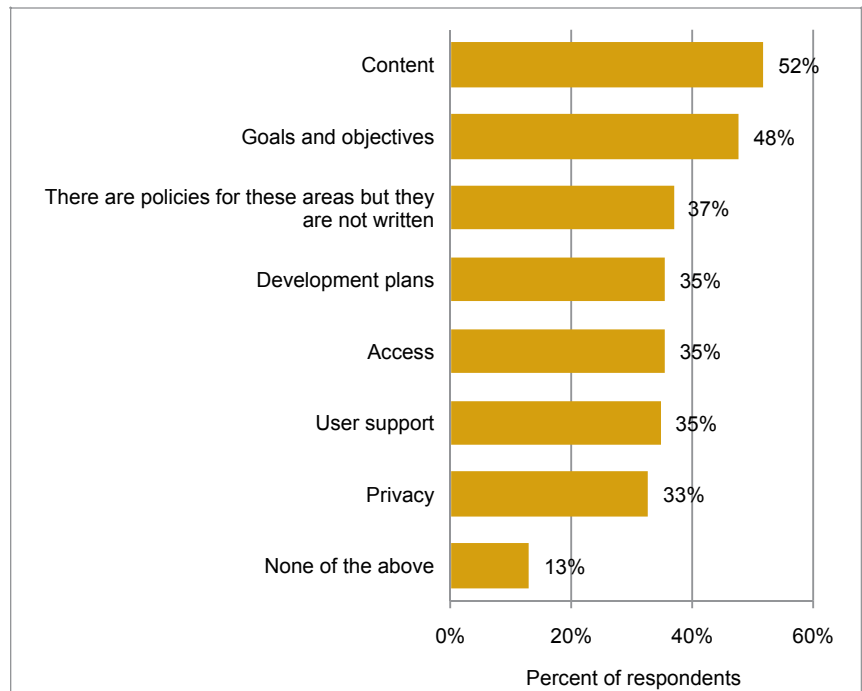 Content
52%
Goals and objectives
48%
There are policies for these areas but they
are not written
37%
Development plans
35%
Access
35%
User support
35%
Privacy
33%
None of the above
13%
0%
20%
40%
60%
Percent of respondents